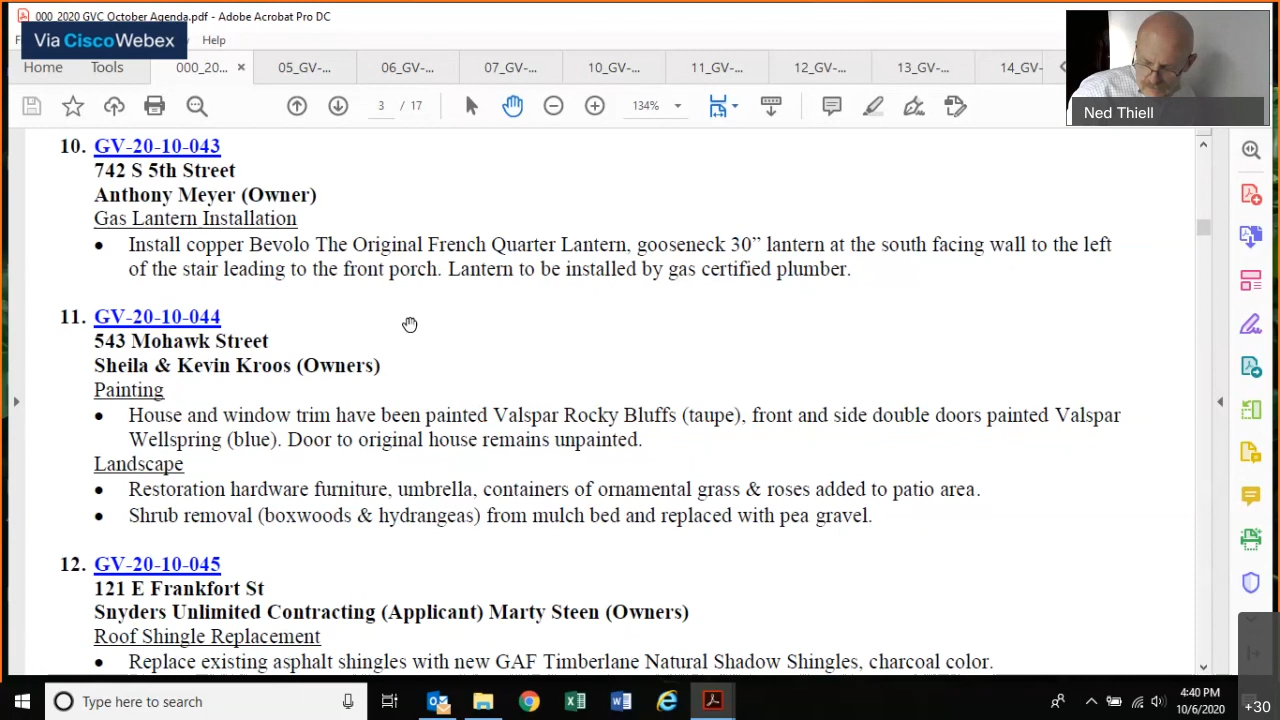 000_2020 GVC October Agenda.pdf - Adobe Acrobat Pro DC
Via Cisco Webex
Help
Home Tools 000_20... × 05_GV-... 06_GV-... 07_GV-... 10_GV-... 11_GV-... 12_GV-... 13_GV-... 14_GV-
3 / 17 134%
Ned Thiell
10. GV-20-10-043
742 S 5th Street
Anthony Meyer (Owner)
Gas Lantern Installation
• Install copper Bevolo The Original French Quarter Lantern, gooseneck 30” lantern at the south facing wall to the left
of the stair leading to the front porch. Lantern to be installed by gas certified plumber.
11. GV-20-10-044
543 Mohawk Street
Sheila & Kevin Kroos (Owners)
Painting
• House and window trim have been painted Valspar Rocky Bluffs (taupe), front and side double doors painted Valspar
Wellspring (blue). Door to original house remains unpainted.
Landscape
• Restoration hardware furniture, umbrella, containers of ornamental grass & roses added to patio area.
• Shrub removal (boxwoods & hydrangeas) from mulch bed and replaced with pea gravel.
12. GV-20-10-045
121 E Frankfort St
Snyders Unlimited Contracting (Applicant) Marty Steen (Owners)
Roof Shingle Replacement
• Replace existing asphalt shingles with new GAF Timberlane Natural Shadow Shingles, charcoal color.
Type here to search
4:40 PM
10/6/2020
+30